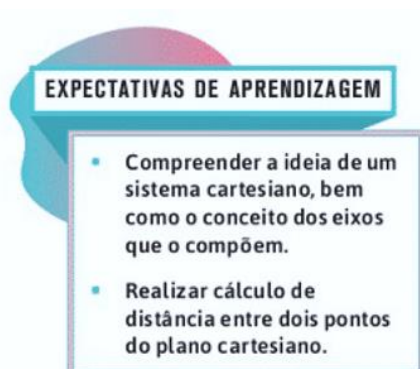 EXPECTATIVAS DE APRENDIZAGEM
• Compreender a ideia de um
sistema cartesiano, bem
como o conceito dos eixos
que o compõem.
• Realizar cálculo de
distância entre dois pontos
do plano cartesiano.